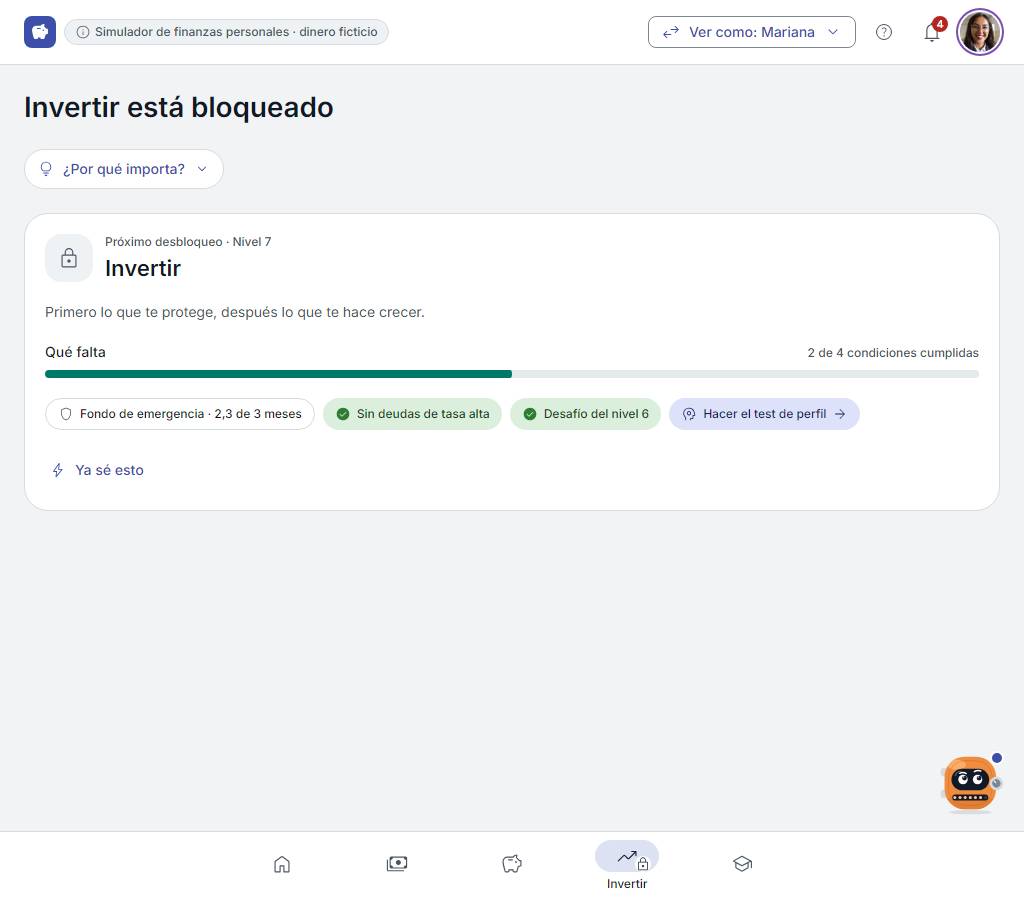 Simulador de finanzas personales · dinero ficticio
Ver como: Mariana
4
Invertir está bloqueado
¿Por qué importa?
Próximo desbloqueo · Nivel 7
Invertir
Primero lo que te protege, después lo que te hace crecer.
Qué falta
2 de 4 condiciones cumplidas
Fondo de emergencia · 2,3 de 3 meses
Sin deudas de tasa alta
Desafío del nivel 6
Hacer el test de perfil
Ya sé esto
Invertir